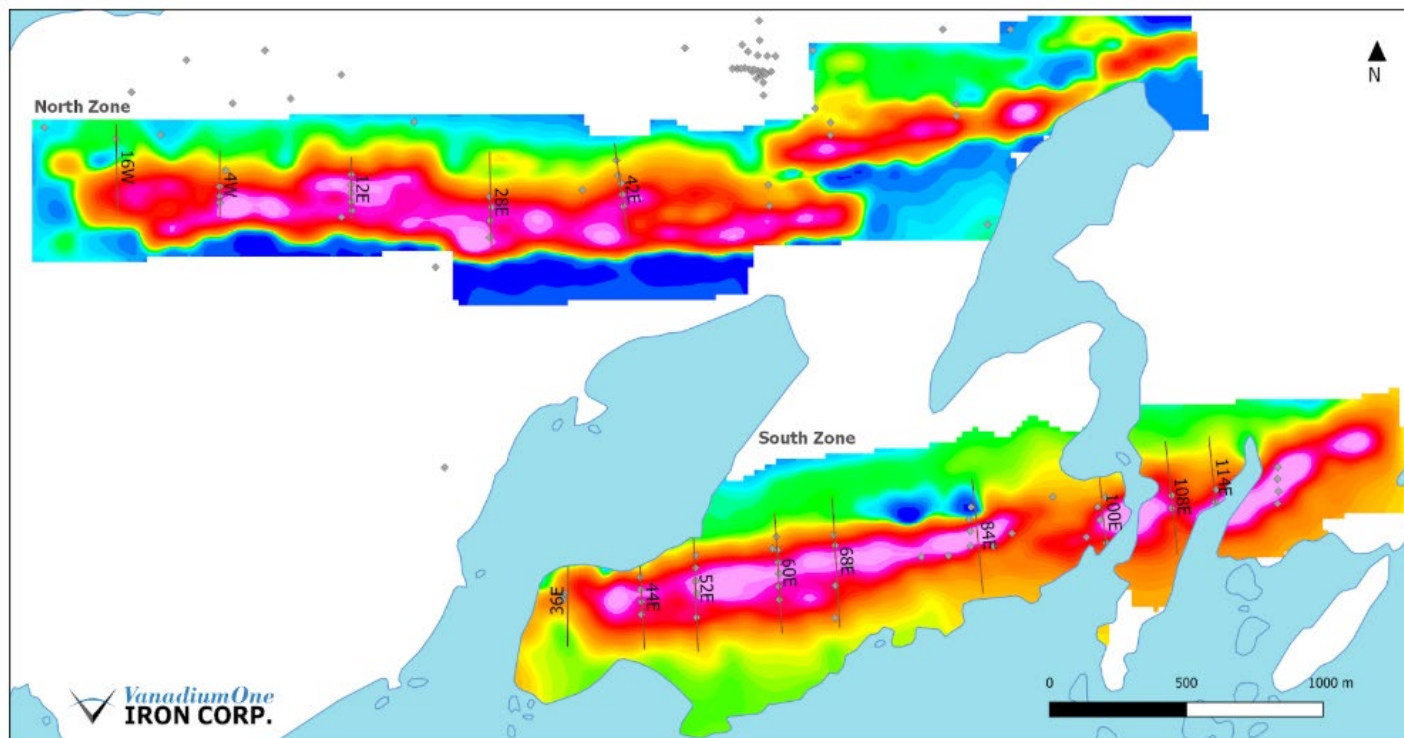 N
North Zone
16W
4W
12E
28E
42E
South Zone
36E
44E
52E
60E
68E
84E
100E
108E
114E
0 500 1000 m
VanadiumOne
IRON CORP.